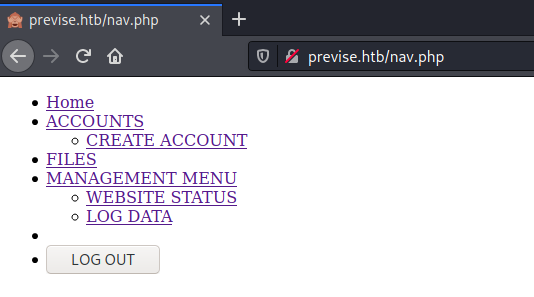 previse.htb/nav.php
previse.htb/nav.php
Home
ACCOUNTS
CREATE ACCOUNT
FILES
MANAGEMENT MENU
WEBSITE STATUS
LOG DATA
LOG OUT